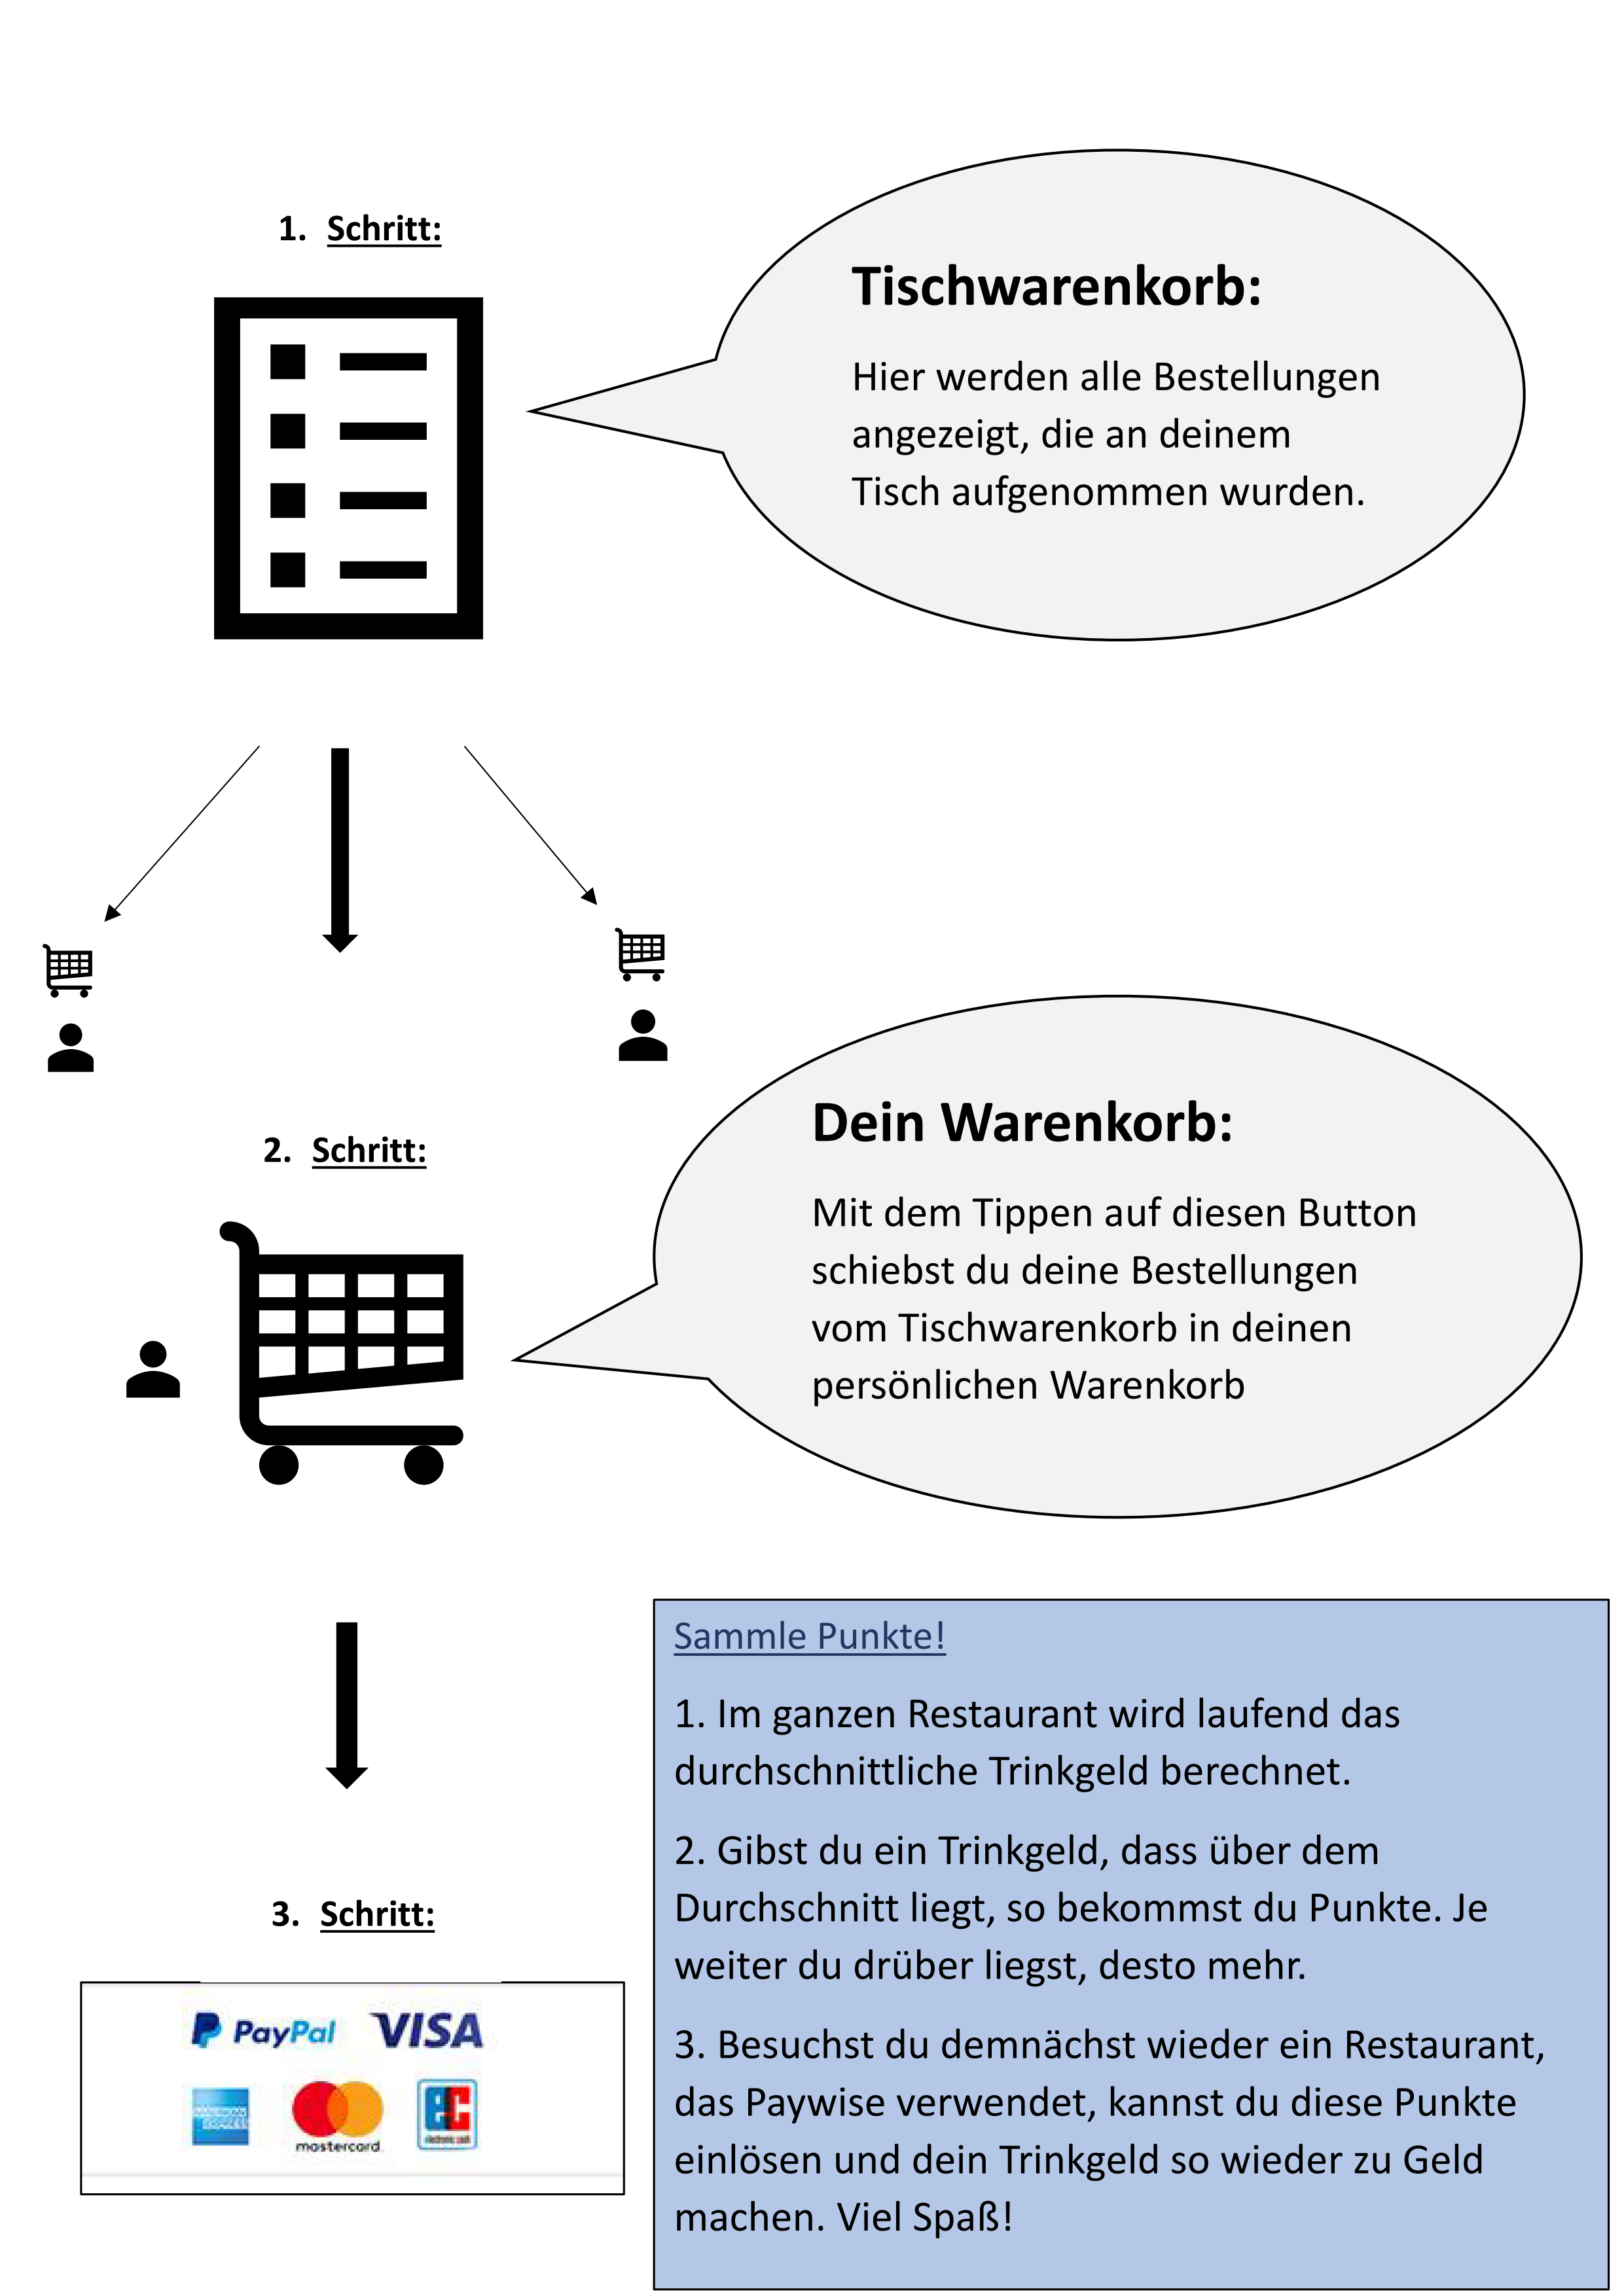 1. Schritt:
Tischwarenkorb:
Hier werden alle Bestellungen
angezeigt, die an deinem
Tisch aufgenommen wurden.
2. Schritt:
Dein Warenkorb:
Mit dem Tippen auf diesen Button
schiebst du deine Bestellungen
vom Tischwarenkorb in deinen
persönlichen Warenkorb
3. Schritt:
PayPal VISA
AMERICAN EXPRESS
mastercard
ec
electronic cash
Sammle Punkte!
1. Im ganzen Restaurant wird laufend das
durchschnittliche Trinkgeld berechnet.
2. Gibst du ein Trinkgeld, dass über dem
Durchschnitt liegt, so bekommst du Punkte. Je
weiter du drüber liegst, desto mehr.
3. Besuchst du demnächst wieder ein Restaurant,
das Paywise verwendet, kannst du diese Punkte
einlösen und dein Trinkgeld so wieder zu Geld
machen. Viel Spaß!